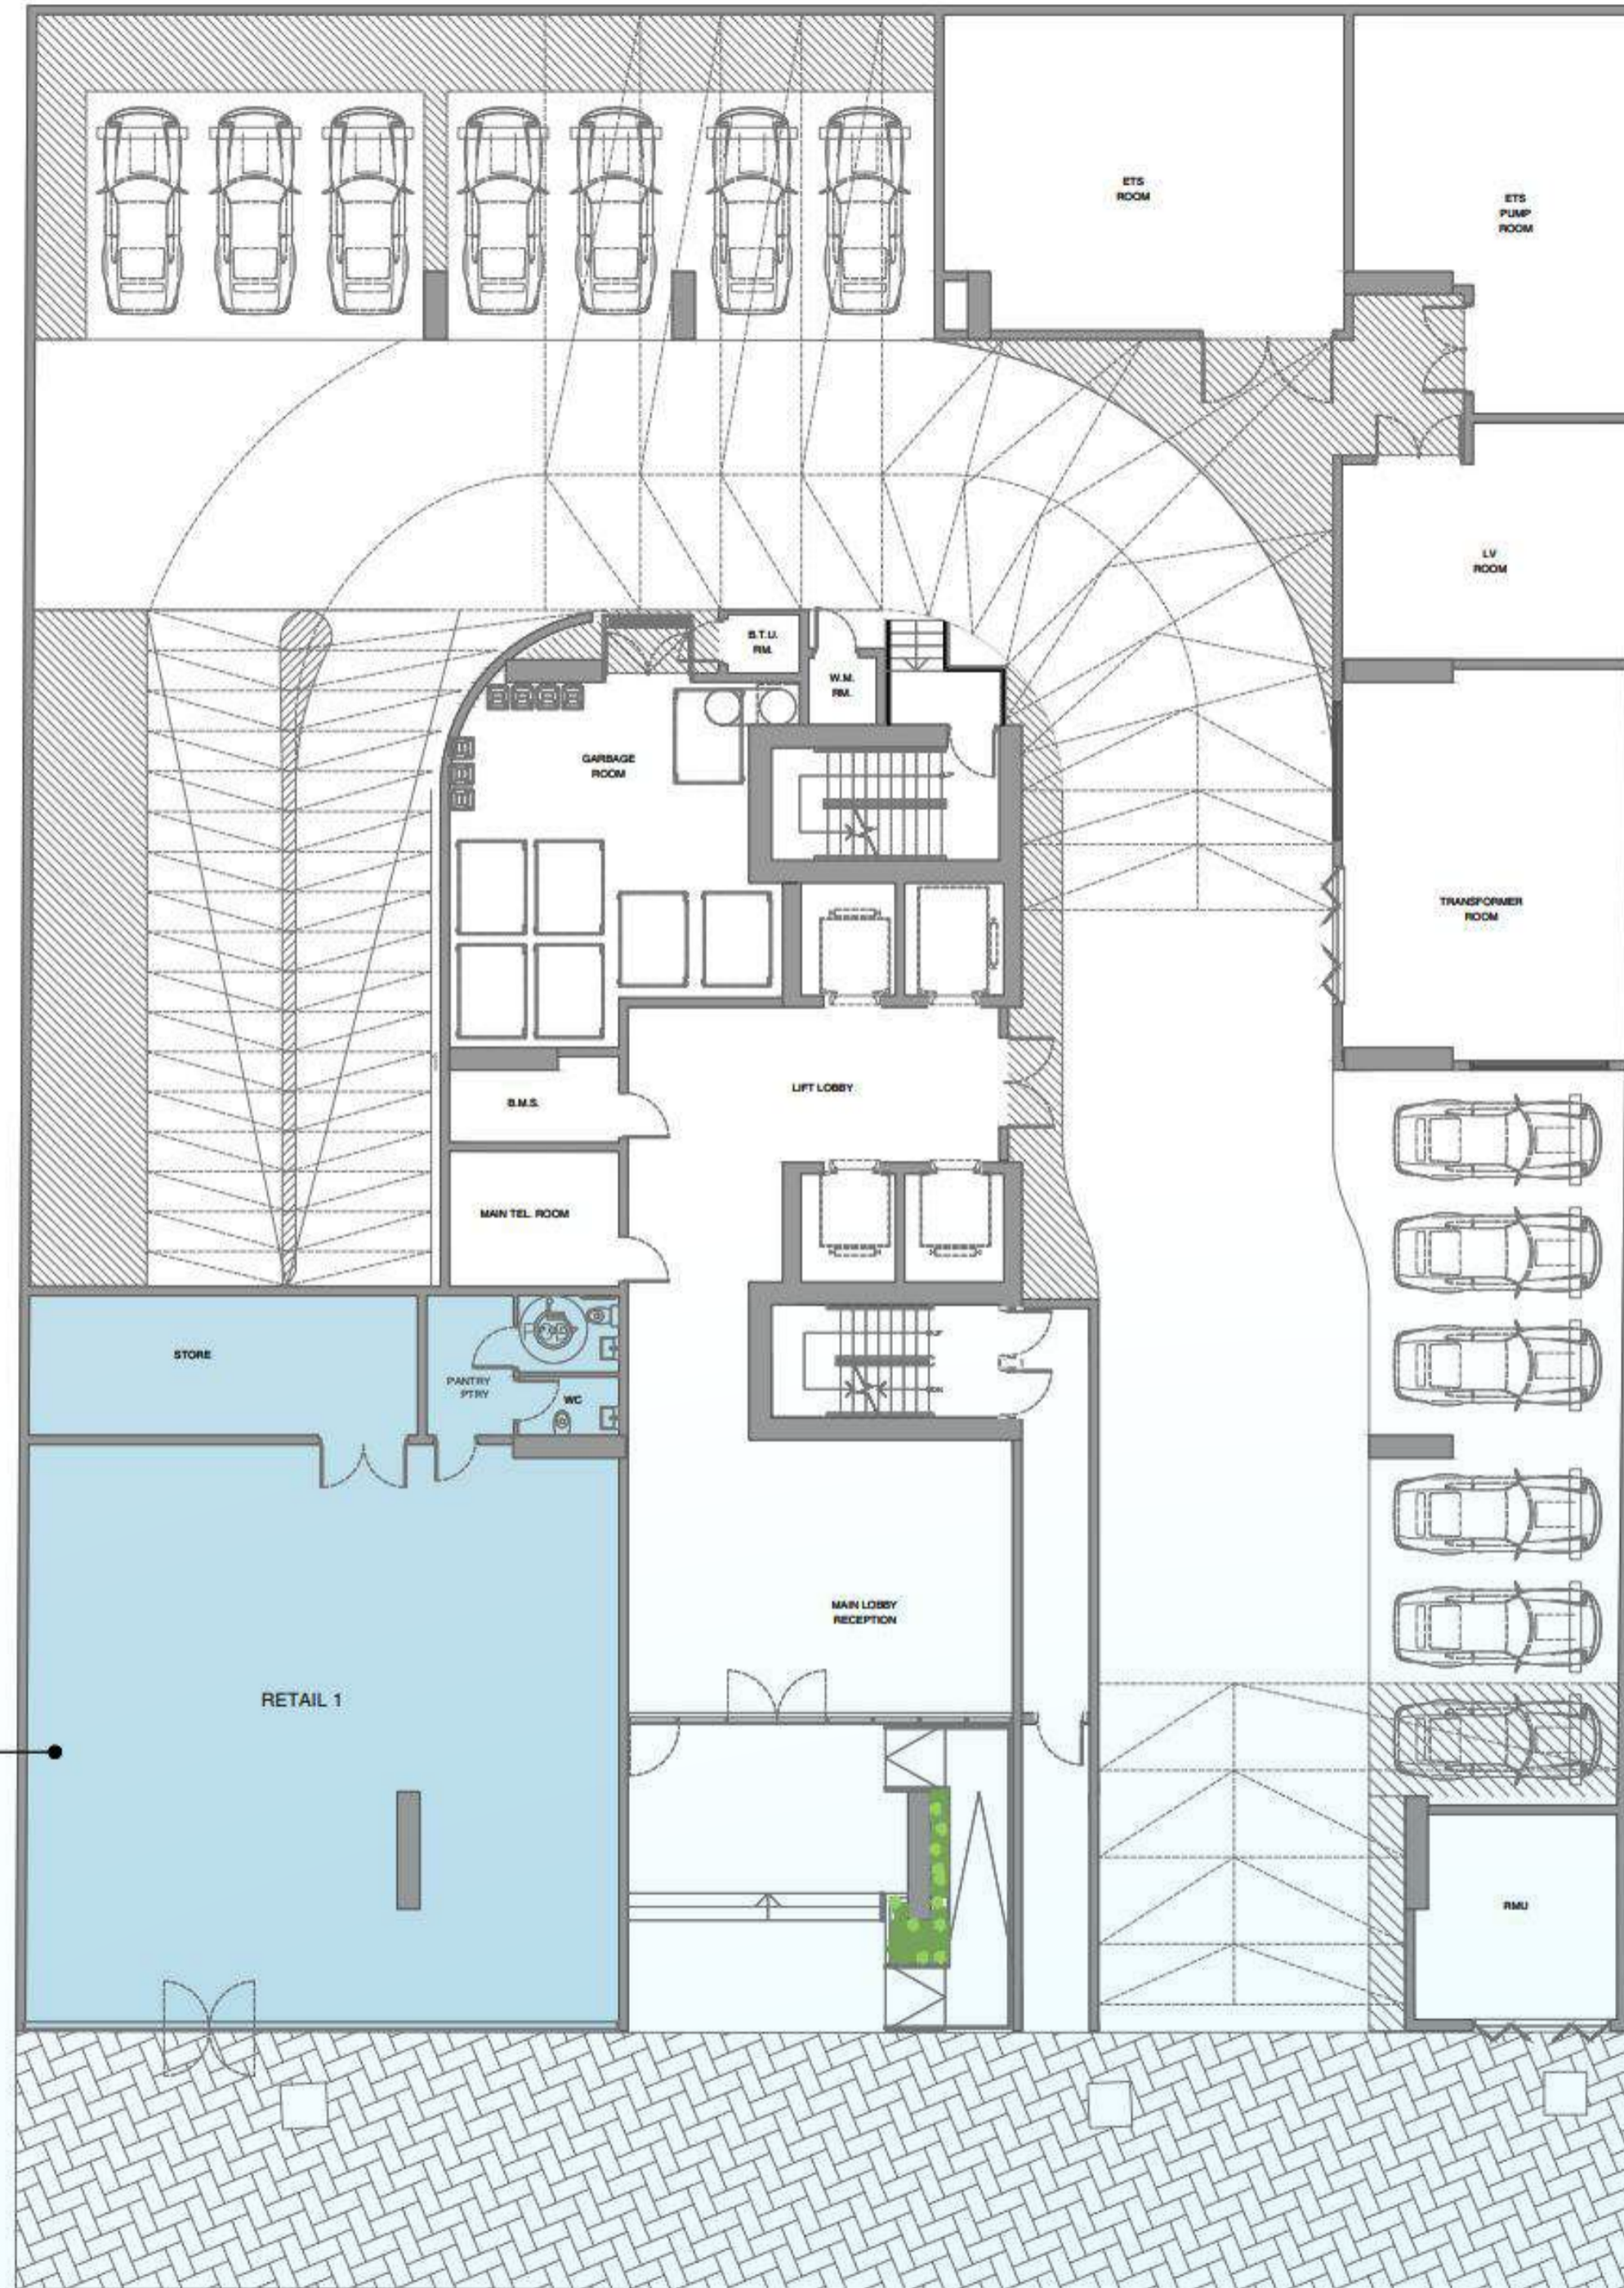 ETS
ROOM
ETS
PUMP
ROOM
LV
ROOM
B.T.U.
RM.
W.M.
RM.
GARBAGE
ROOM
TRANSFORMER
ROOM
LIFT LOBBY
B.M.S.
MAIN TEL. ROOM
STORE
PANTRY
PTRY
WC
MAIN LOBBY
RECEPTION
RETAIL 1
RMU